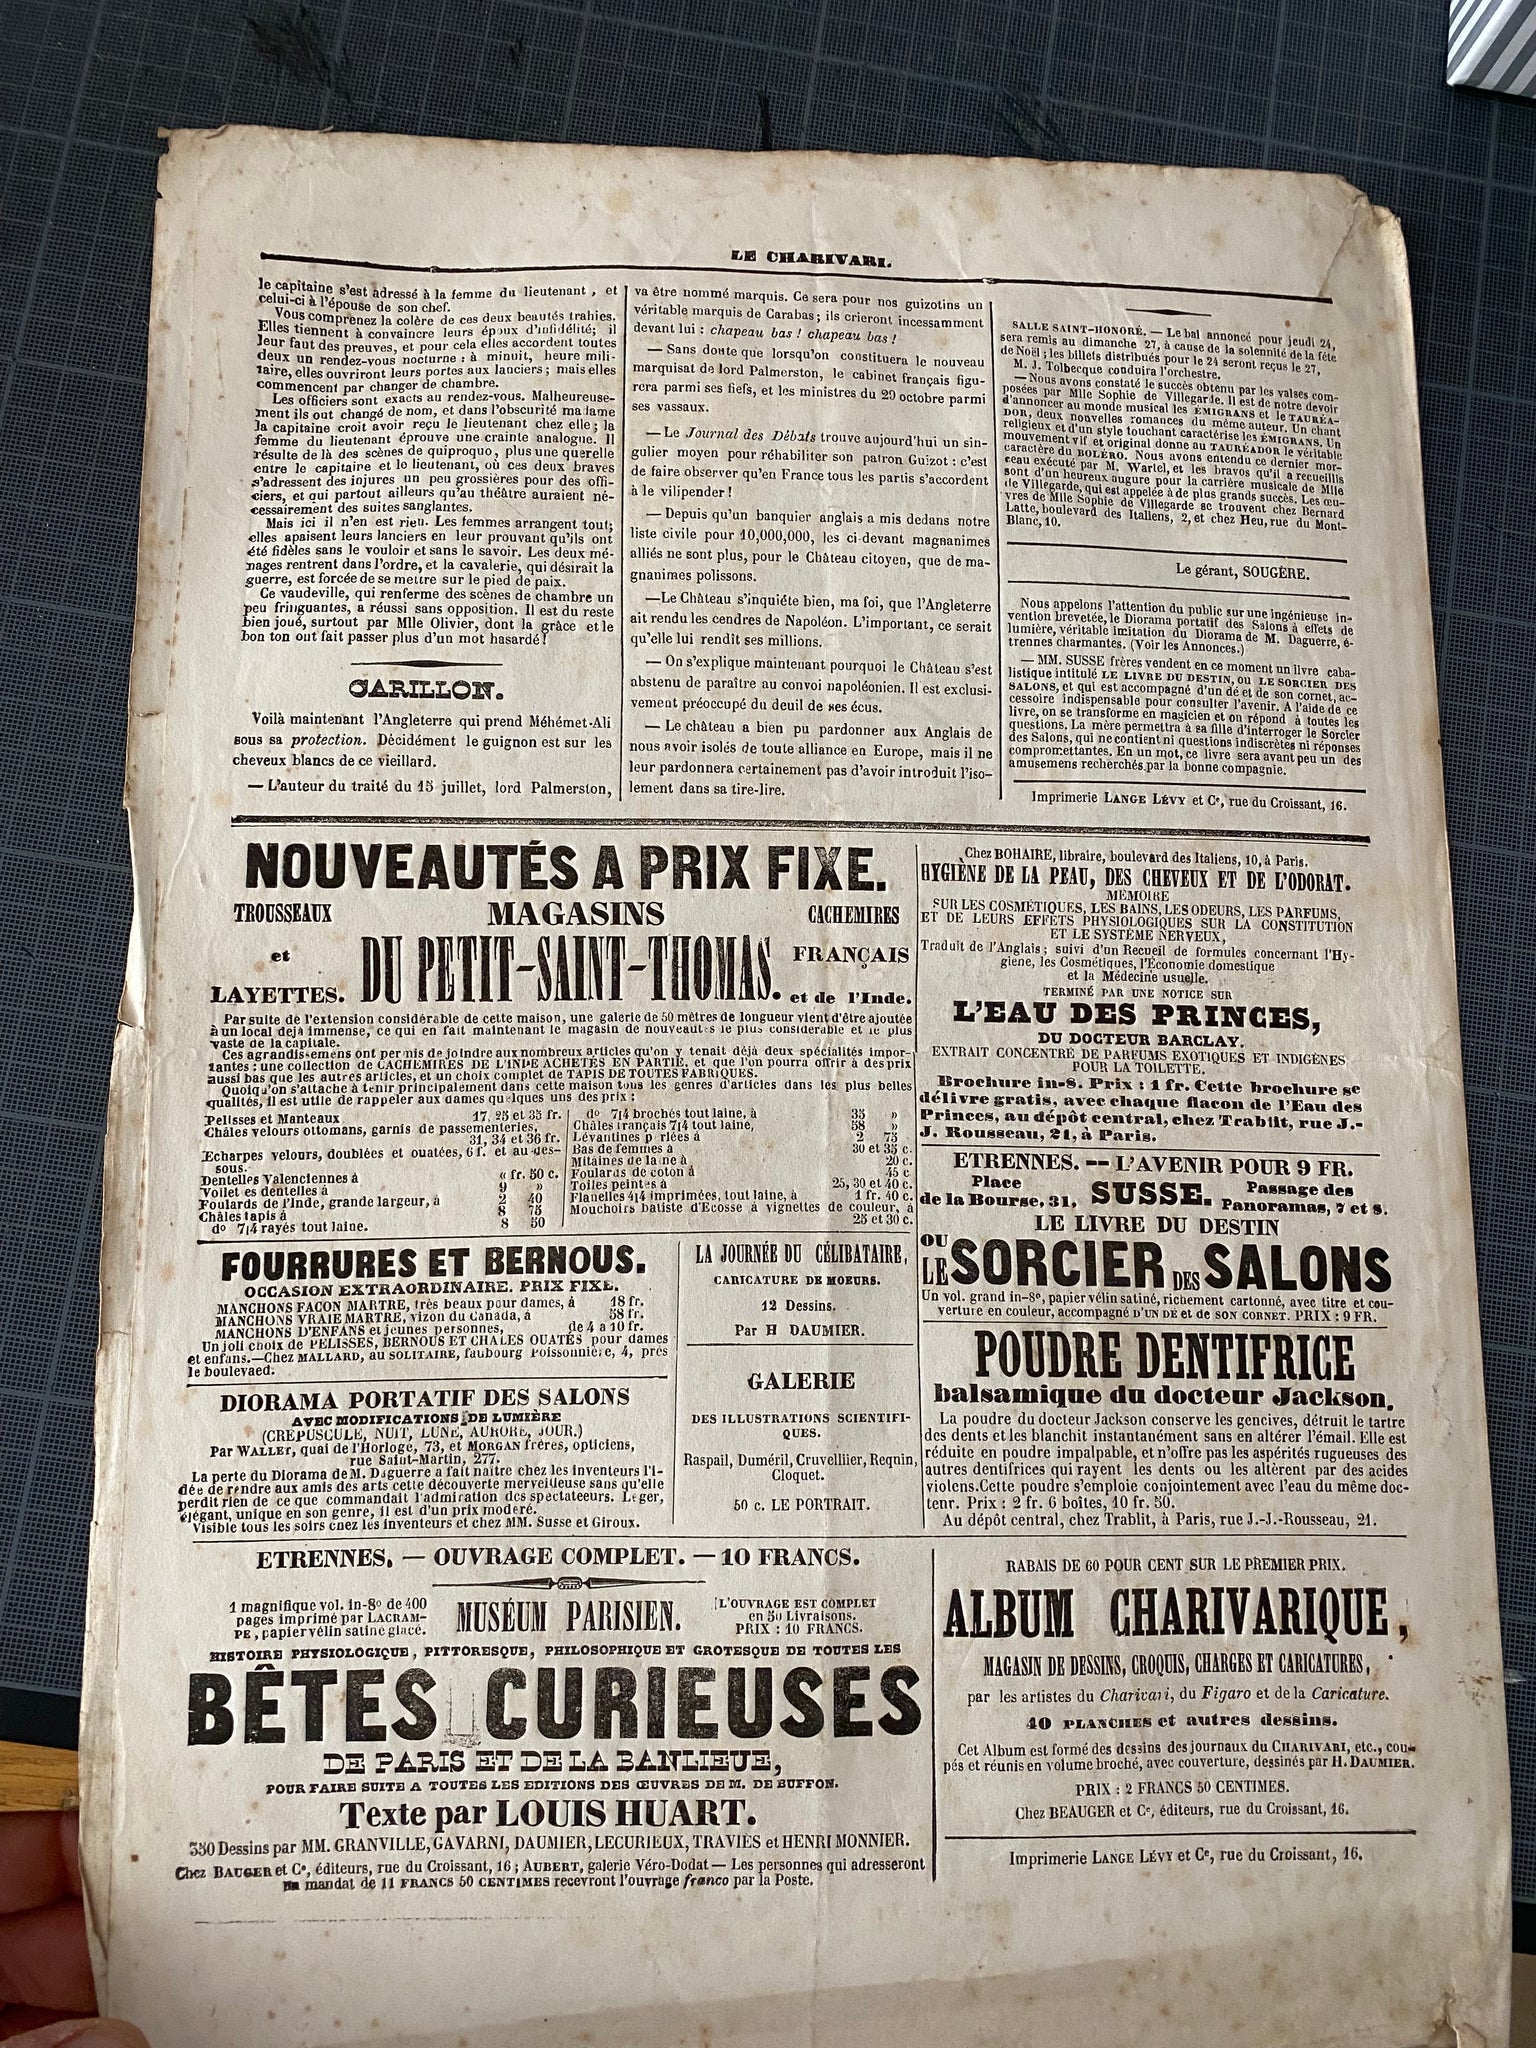 LE CHARIVARI.
le capitaine s'est adressé à la femme du lieutenant, et
celui-ci à l'épouse de son chef.
Vous comprenez la colère de ces deux beautés trahies.
Elles tiennent à convaincre leurs époux d'infidélité; il
leur faut des preuves, et pour cela elles accordent toutes
deux un rendez-vous nocturne : à minuit, heure mili-
taire, elles ouvriront leurs portes aux lanciers; mais elles
commencent par changer de chambre.
Les officiers sont exacts au rendez-vous. Malheureuse-
ment ils ont changé de nom, et dans l'obscurité madame
la capitaine croit avoir reçu le lieutenant chez elle; la
femme du lieutenant éprouve une crainte analogue. Il
résulte de là des scènes de quiproquo, plus une querelle
entre le capitaine et le lieutenant, où ces deux braves
s'adressent des injures un peu grossières pour des offi-
ciers, et qui partout ailleurs qu'au théâtre auraient né-
cessairement des suites sanglantes.
Mais ici il n'en est rien. Les femmes arrangent tout;
elles apaisent leurs lanciers en leur prouvant qu'ils ont
été fidèles sans le vouloir et sans le savoir. Les deux mé-
nages rentrent dans l'ordre, et la cavalerie, qui désirait la
guerre, est forcée de se mettre sur le pied de paix.
Ce vaudeville, qui renferme des scènes de chambre un
peu fringuantes, a réussi sans opposition. Il est du reste
bien joué, surtout par Mlle Olivier, dont la grâce et le
bon ton ont fait passer plus d'un mot hasardé!
CARILLON.
Voilà maintenant l'Angleterre qui prend Méhémet-Ali
sous sa protection. Décidément le guignon est sur les
cheveux blancs de ce vieillard.
— L'auteur du traité du 15 juillet, lord Palmerston,
va être nommé marquis. Ce sera pour nos guizotins un
véritable marquis de Carabas; ils crieront incessamment
devant lui : chapeau bas ! chapeau bas !
— Sans doute que lorsqu'on constituera le nouveau
marquisat de lord Palmerston, le cabinet français figu-
rera parmi ses fiefs, et les ministres du 29 octobre parmi
ses vassaux.
— Le Journal des Débats trouve aujourd'hui un sin-
gulier moyen pour réhabiliter son patron Guizot : c'est
de faire observer qu'en France tous les partis s'accordent
à le vilipender !
— Depuis qu'un banquier anglais a mis dedans notre
liste civile pour 10,000,000, les ci-devant magnanimes
alliés ne sont plus, pour le Château citoyen, que de ma-
gnanimes polissons.
— Le Château s'inquiète bien, ma foi, que l'Angleterre
ait rendu les cendres de Napoléon. L'important, ce serait
qu'elle lui rendît ses millions.
— On s'explique maintenant pourquoi le Château s'est
abstenu de paraître au convoi napoléonien. Il est exclusi-
vement préoccupé du deuil de ses écus.
— Le château a bien pu pardonner aux Anglais de
nous avoir isolés de toute alliance en Europe, mais il ne
leur pardonnera certainement pas d'avoir introduit l'iso-
lement dans sa tire-lire.
SALLE SAINT-HONORÉ. — Le bal annoncé pour jeudi 24,
sera remis au dimanche 27, à cause de la solennité de la fête
de Noël; les billets distribués pour le 24 seront reçus le 27,
M. J. Tolbecque conduira l'orchestre.
— Nous avons constaté le succès obtenu par les valses com-
posées par Mlle Sophie de Villegarde. Il est de notre devoir
d'annoncer au monde musical les ÉMIGRANS et le TAURÉA-
DOR, deux nouvelles romances du même auteur. Un chant
religieux et d'un style touchant caractérise les ÉMIGRANS. Un
mouvement vif et original donne au TAURÉADOR le véritable
caractère du BOLÉRO. Nous avons entendu ce dernier mor-
ceau exécuté par M. Wartel, et les bravos qu'il a recueillis
sont d'un heureux augure pour la carrière musicale de Mlle
de Villegarde, qui est appelée à de plus grands succès. Les œu-
vres de Mlle Sophie de Villegarde se trouvent chez Bernard
Latte, boulevard des Italiens, 2, et chez Heu, rue du Mont-
Blanc, 10.
Le gérant, SOUGÈRE.
Nous appelons l'attention du public sur une ingénieuse in-
vention brevetée, le Diorama portatif des Salons à effets de
lumière, véritable imitation du Diorama de M. Daguerre, é-
trennes charmantes. (Voir les Annonces.)
— MM. SUSSE frères vendent en ce moment un livre caba-
listique intitulé LE LIVRE DU DESTIN, ou LE SORCIER DES
SALONS, et qui est accompagné d'un dé et de son cornet, ac-
cessoire indispensable pour consulter l'avenir. A l'aide de ce
livre, on se transforme en magicien et on répond à toutes les
questions. La mère permettra à sa fille d'interroger le Sorcier
des Salons, qui ne contient ni questions indiscrètes ni réponses
compromettantes. En un mot, ce livre sera avant peu un des
amusemens recherchés par la bonne compagnie.
Imprimerie LANGE LÉVY et Ce, rue du Croissant, 16.
NOUVEAUTÉS A PRIX FIXE.
TROUSSEAUX MAGASINS CACHEMIRES
et DU PETIT-SAINT-THOMAS. FRANÇAIS
LAYETTES. et de l'Inde.
Par suite de l'extension considérable de cette maison, une galerie de 50 mètres de longueur vient d'être ajoutée
à un local déjà immense, ce qui en fait maintenant le magasin de nouveautés le plus considérable et le plus
vaste de la capitale.
Ces agrandissemens ont permis de joindre aux nombreux articles qu'on y tenait déjà deux spécialités impor-
tantes : une collection de CACHEMIRES DE L'INDE ACHETÉS EN PARTIE, et que l'on pourra offrir à des prix
aussi bas que les autres articles, et un choix complet de TAPIS DE TOUTES FABRIQUES.
Quoiqu'on s'attache à tenir principalement dans cette maison tous les genres d'articles dans les plus belles
qualités, il est utile de rappeler aux dames quelques uns des prix :
Pelisses et Manteaux 17, 25 et 35 fr.
Châles velours ottomans, garnis de passementeries,
31, 34 et 36 fr.
Echarpes velours, doublées et ouatées, 6 f. et au-des-
sous.
Dentelles Valenciennes à « fr. 50 c.
Voilettes dentelles à 9 »
Foulards de l'Inde, grande largeur, à 2 40
Châles tapis à 8 75
do 7/4 rayés tout laine. 8 50
do 7/4 brochés tout laine, à 35 »
Châles français 7/4 tout laine, 58 »
Lévantines perlées à 2 75
Bas de femmes à 30 et 35 c.
Mitaines de laine à 20 c.
Foulards de coton à 45 c.
Toiles peintes à 25, 30 et 40 c.
Flanelles 4/4 imprimées, tout laine, à 1 fr. 40 c.
Mouchoirs batiste d'Ecosse à vignettes de couleur, à
25 et 30 c.
FOURRURES ET BERNOUS.
OCCASION EXTRAORDINAIRE. PRIX FIXE.
MANCHONS FAÇON MARTRE, très beaux pour dames, à 18 fr.
MANCHONS VRAIE MARTRE, vizon du Canada, à 58 fr.
MANCHONS D'ENFANS et jeunes personnes, de 4 à 10 fr.
Un joli choix de PELISSES, BERNOUS ET CHALES OUATÉS pour dames
et enfans.—Chez MALLARD, au SOLITAIRE, faubourg Poissonnière, 4, près
le boulevaed.
DIORAMA PORTATIF DES SALONS
AVEC MODIFICATIONS DE LUMIÈRE
(CREPUSCULE, NUIT, LUNE, AURORE, JOUR.)
Par WALLET, quai de l'Horloge, 73, et MORGAN frères, opticiens,
rue Saint-Martin, 277.
La perte du Diorama de M. Daguerre a fait naître chez les inventeurs l'i-
dée de rendre aux amis des arts cette découverte merveilleuse sans qu'elle
perdit rien de ce que commandait l'admiration des spectateeurs. Léger,
élégant, unique en son genre, il est d'un prix modéré.
Visible tous les soirs chez les inventeurs et chez MM. Susse et Giroux.
LA JOURNÉE DU CÉLIBATAIRE,
CARICATURE DE MOEURS.
12 Dessins.
Par H DAUMIER.
GALERIE
DES ILLUSTRATIONS SCIENTIFI-
QUES.
Raspail, Duméril, Cruvellier, Reqnin,
Cloquet.
50 c. LE PORTRAIT.
Chez BOHAIRE, libraire, boulevard des Italiens, 10, à Paris.
HYGIÈNE DE LA PEAU, DES CHEVEUX ET DE L'ODORAT.
MÉMOIRE
SUR LES COSMÉTIQUES, LES BAINS, LES ODEURS, LES PARFUMS,
ET DE LEURS EFFETS PHYSIOLOGIQUES SUR LA CONSTITUTION
ET LE SYSTÈME NERVEUX,
Traduit de l'Anglais; suivi d'un Recueil de formules concernant l'Hy-
giene, les Cosmétiques, l'Économie domestique
et la Médecine usuelle.
TERMINÉ PAR UNE NOTICE SUR
L'EAU DES PRINCES,
DU DOCTEUR BARCLAY.
EXTRAIT CONCENTRÉ DE PARFUMS EXOTIQUES ET INDIGÈNES
POUR LA TOILETTE.
Brochure in-8. Prix : 1 fr. Cette brochure se
délivre gratis, avec chaque flacon de l'Eau des
Princes, au dépôt central, chez Trablit, rue J.-
J. Rousseau, 21, à Paris.
ETRENNES. -- L'AVENIR POUR 9 FR.
Place SUSSE. Passage des
de la Bourse, 31, Panoramas, 7 et 8.
LE LIVRE DU DESTIN
OU LE SORCIER DES SALONS
Un vol. grand in-8o, papier vélin satiné, richement cartonné, avec titre et cou-
verture en couleur, accompagné D'UN DÉ et de SON CORNET. PRIX : 9 FR.
POUDRE DENTIFRICE
balsamique du docteur Jackson.
La poudre du docteur Jackson conserve les gencives, détruit le tartre
des dents et les blanchit instantanément sans en altérer l'émail. Elle est
réduite en poudre impalpable, et n'offre pas les aspérités rugueuses des
autres dentifrices qui rayent les dents ou les altèrent par des acides
violens.Cette poudre s'emploie conjointement avec l'eau du même doc-
teur. Prix : 2 fr. 6 boîtes, 10 fr. 50.
Au dépôt central, chez Trablit, à Paris, rue J.-J.-Rousseau, 21.
ETRENNES. — OUVRAGE COMPLET. — 10 FRANCS.
1 magnifique vol. in-8o de 400
pages imprimé par LACRAM-
PE, papier vélin satiné glacé.
MUSÉUM PARISIEN.
L'OUVRAGE EST COMPLET
en 50 Livraisons.
PRIX : 10 FRANCS.
HISTOIRE PHYSIOLOGIQUE, PITTORESQUE, PHILOSOPHIQUE ET GROTESQUE DE TOUTES LES
BÊTES CURIEUSES
DE PARIS ET DE LA BANLIEUE,
POUR FAIRE SUITE A TOUTES LES EDITIONS DES ŒUVRES DE M. DE BUFFON.
Texte par LOUIS HUART.
350 Dessins par MM. GRANVILLE, GAVARNI, DAUMIER, LECURIEUX, TRAVIÈS et HENRI MONNIER.
Chez BAUGER et Ce, éditeurs, rue du Croissant, 16; AUBERT, galerie Véro-Dodat — Les personnes qui adresseront
un mandat de 11 FRANCS 50 CENTIMES recevront l'ouvrage franco par la Poste.
RABAIS DE 60 POUR CENT SUR LE PREMIER PRIX.
ALBUM CHARIVARIQUE,
MAGASIN DE DESSINS, CROQUIS, CHARGES ET CARICATURES,
par les artistes du Charivari, du Figaro et de la Caricature.
40 PLANCHES et autres dessins.
Cet Album est formé des dessins des journaux du CHARIVARI, etc., cou-
pés et réunis en volume broché, avec couverture, dessinés par H. DAUMIER.
PRIX : 2 FRANCS 50 CENTIMES.
Chez BEAUGER et Ce, éditeurs, rue du Croissant, 16.
Imprimerie LANGE LÉVY et Ce, rue du Croissant, 16.